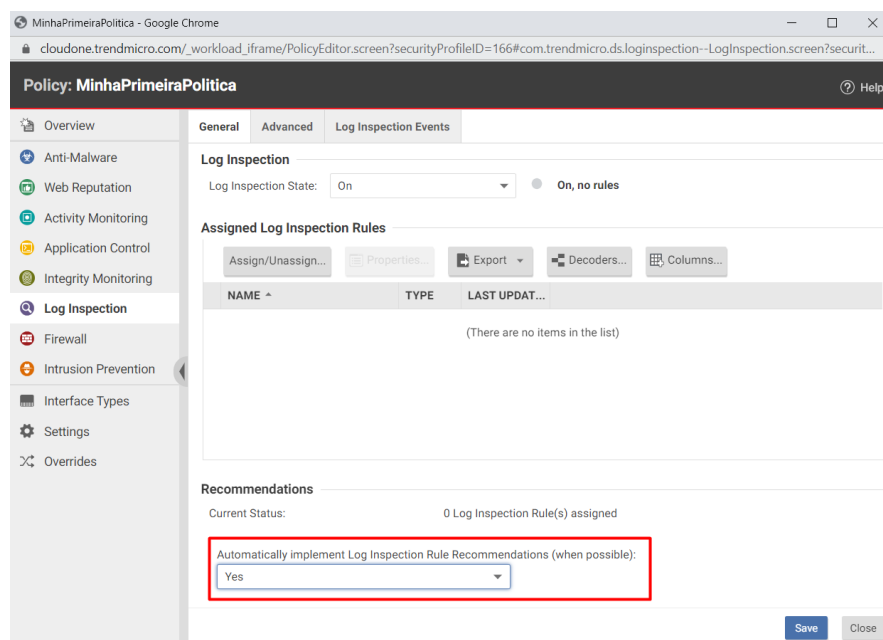 MinhaPrimeiraPolitica - Google Chrome
cloudone.trendmicro.com/_workload_iframe/PolicyEditor.screen?securityProfileID=166#com.trendmicro.ds.loginspection--LogInspection.screen?securit...
Policy: MinhaPrimeiraPolitica
Help
Overview
Anti-Malware
Web Reputation
Activity Monitoring
Application Control
Integrity Monitoring
Log Inspection
Firewall
Intrusion Prevention
Interface Types
Settings
Overrides
General Advanced Log Inspection Events
Log Inspection
Log Inspection State: On On, no rules
Assigned Log Inspection Rules
Assign/Unassign... Properties... Export Decoders... Columns...
NAME TYPE LAST UPDAT...
(There are no items in the list)
Recommendations
Current Status: 0 Log Inspection Rule(s) assigned
Automatically implement Log Inspection Rule Recommendations (when possible):
Yes
Save Close